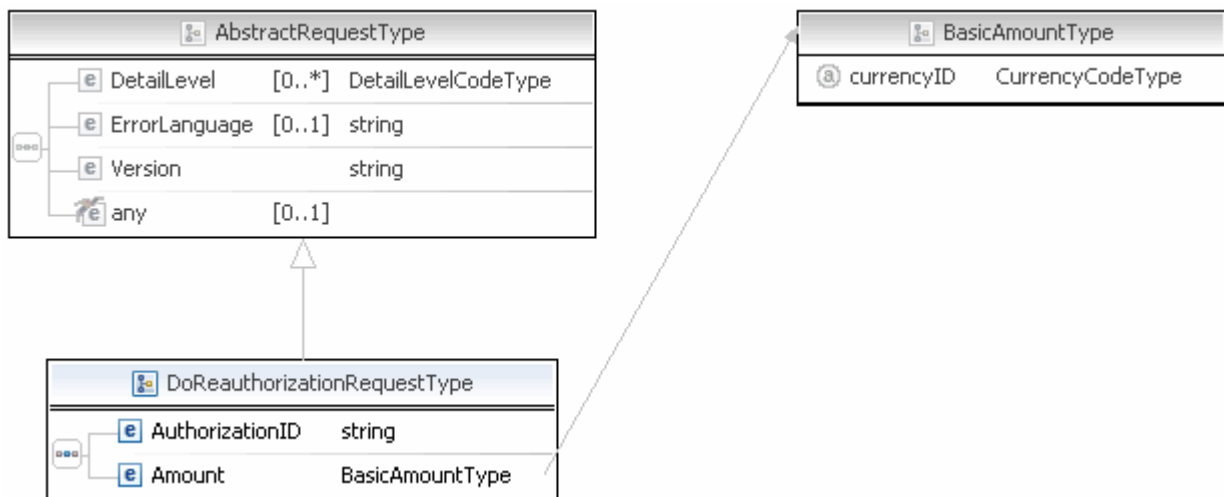 AbstractRequestType
DetailLevel [0..*] DetailLevelCodeType
ErrorLanguage [0..1] string
Version string
any [0..1]
BasicAmountType
currencyID CurrencyCodeType
DoReauthorizationRequestType
AuthorizationID string
Amount BasicAmountType